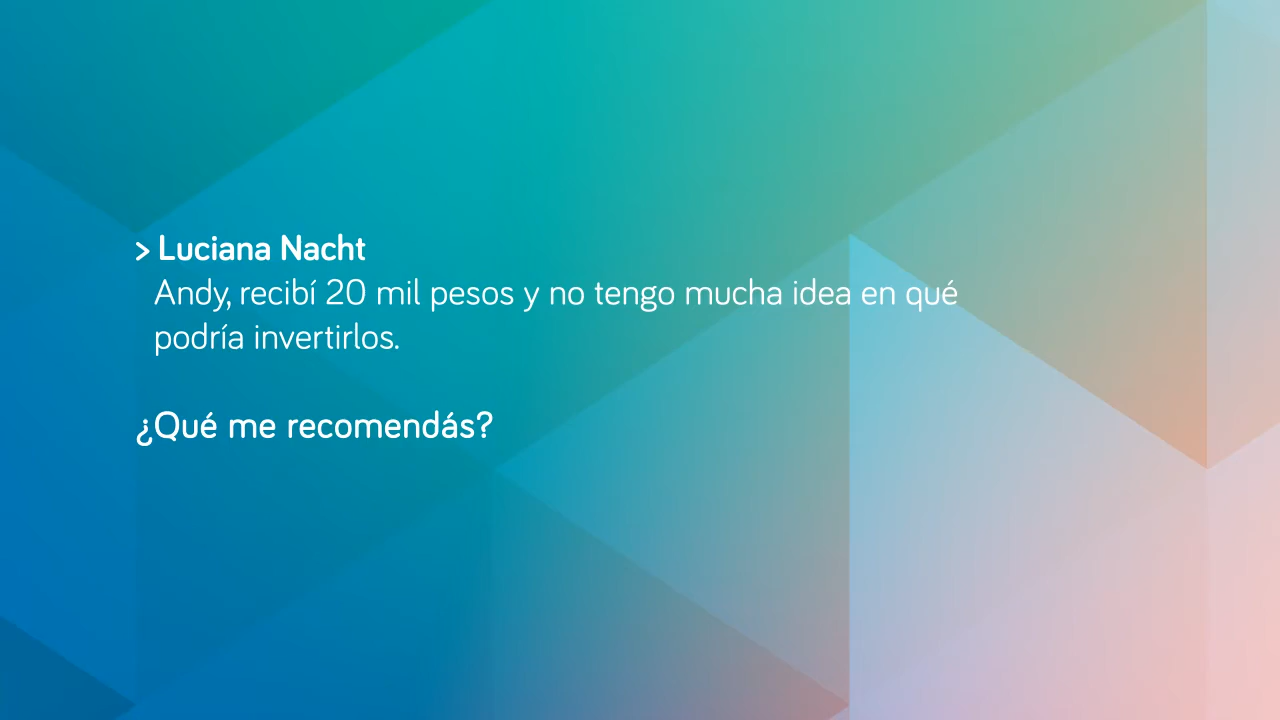 > Luciana Nacht
Andy, recibí 20 mil pesos y no tengo mucha idea en qué
podría invertirlos.
¿Qué me recomendás?